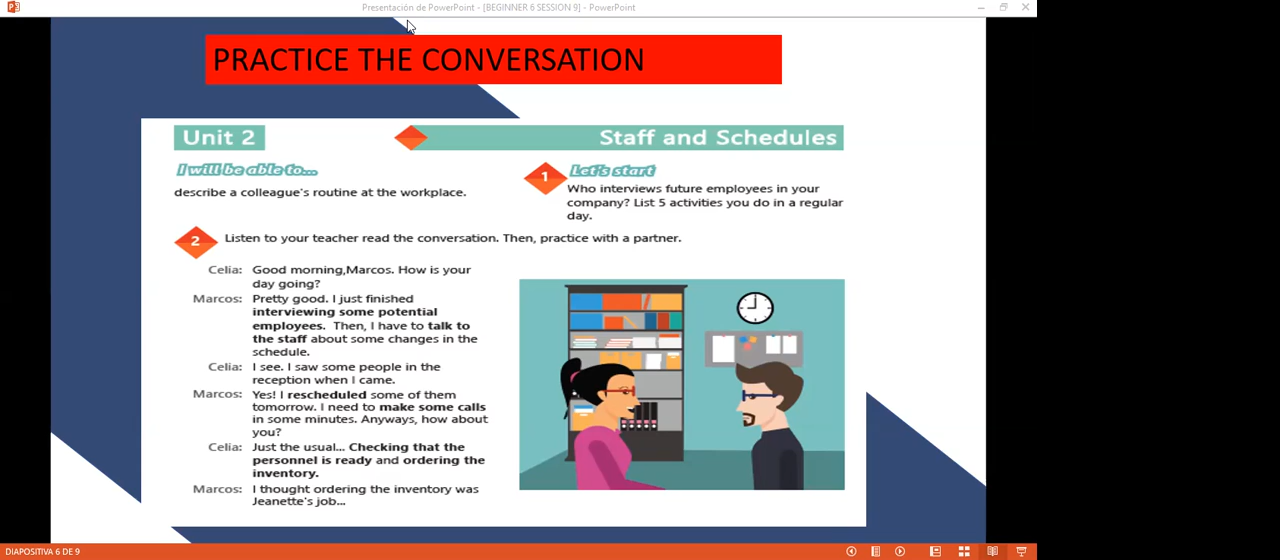 Presentación de PowerPoint - [BEGINNER 6 SESSION 9] - PowerPoint
PRACTICE THE CONVERSATION
Unit 2
Staff and Schedules
I will be able to...
describe a colleague's routine at the workplace.
1
Let's start
Who interviews future employees in your
company? List 5 activities you do in a regular
day.
2
Listen to your teacher read the conversation. Then, practice with a partner.
Celia: Good morning,Marcos. How is your
day going?
Marcos: Pretty good. I just finished
interviewing some potential
employees. Then, I have to talk to
the staff about some changes in the
schedule.
Celia: I see. I saw some people in the
reception when I came.
Marcos: Yes! I rescheduled some of them
tomorrow. I need to make some calls
in some minutes. Anyways, how about
you?
Celia: Just the usual... Checking that the
personnel is ready and ordering the
inventory.
Marcos: I thought ordering the inventory was
Jeanette's job...
DIAPOSITIVA 6 DE 9